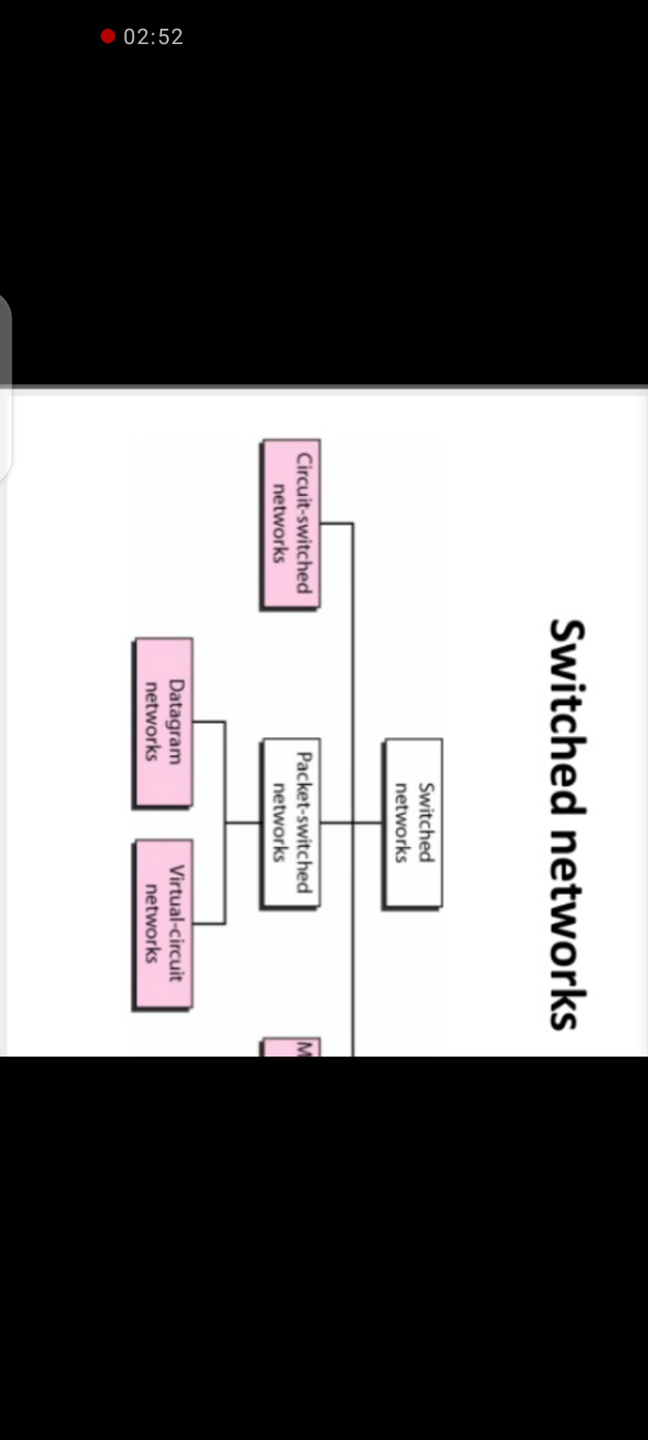 02:52
Switched networks
Switched
networks
Circuit-switched
networks
Packet-switched
networks
M
Datagram
networks
Virtual-circuit
networks